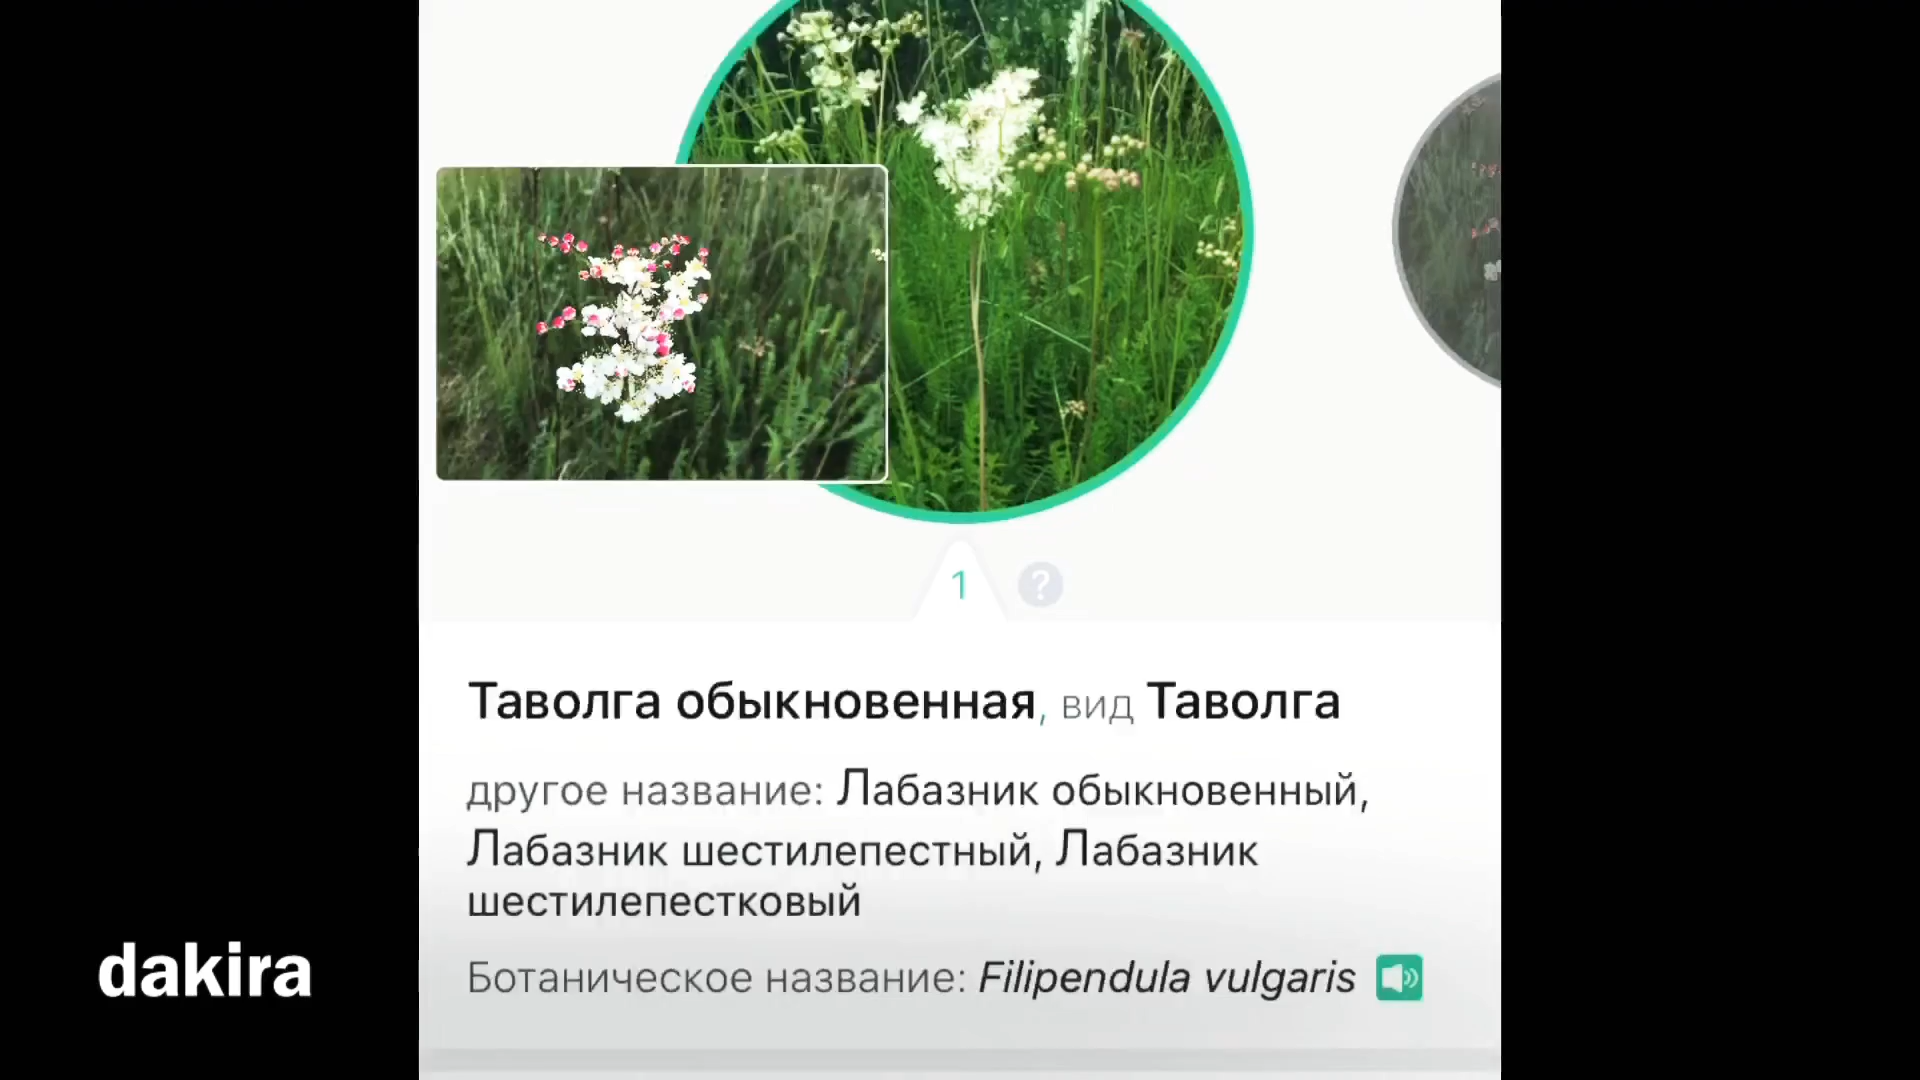 1 ?
Таволга обыкновенная, вид Таволга
другое название: Лабазник обыкновенный,
Лабазник шестилепестный, Лабазник
шестилепестковый
Ботаническое название: Filipendula vulgaris
dakira